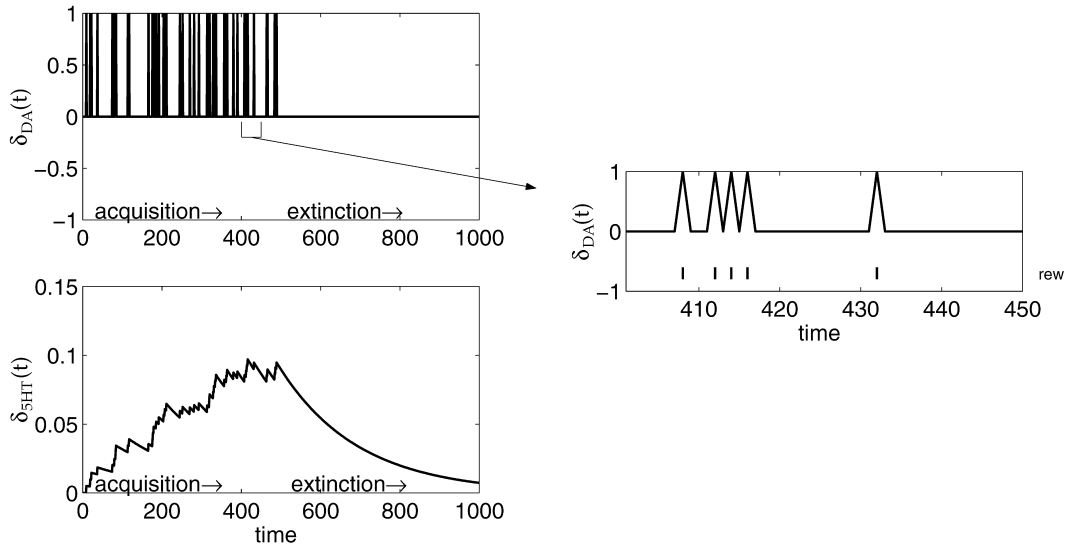 1
0.5
0
−0.5
−1
δDA(t)
acquisition→ extinction→
0 200 400 600 800 1000
1
0
−1
δDA(t)
rew
410 420 430 440 450
time
0.15
0.1
0.05
0
δ5HT(t)
acquisition→ extinction→
0 200 400 600 800 1000
time